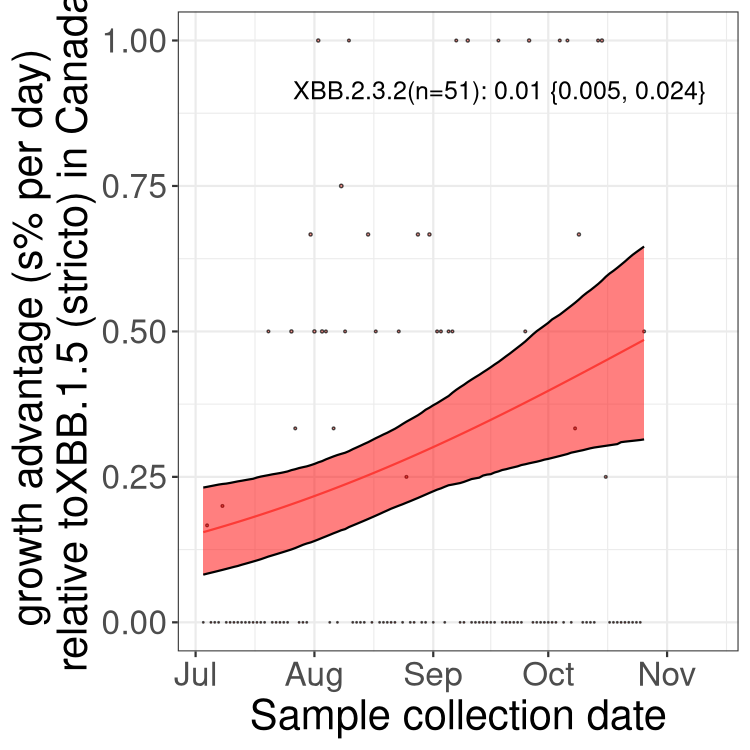 growth advantage (s% per day)
relative toXBB.1.5 (stricto) in Canada
1.00
0.75
0.50
0.25
0.00
XBB.2.3.2(n=51): 0.01 {0.005, 0.024}
Jul Aug Sep Oct Nov
Sample collection date